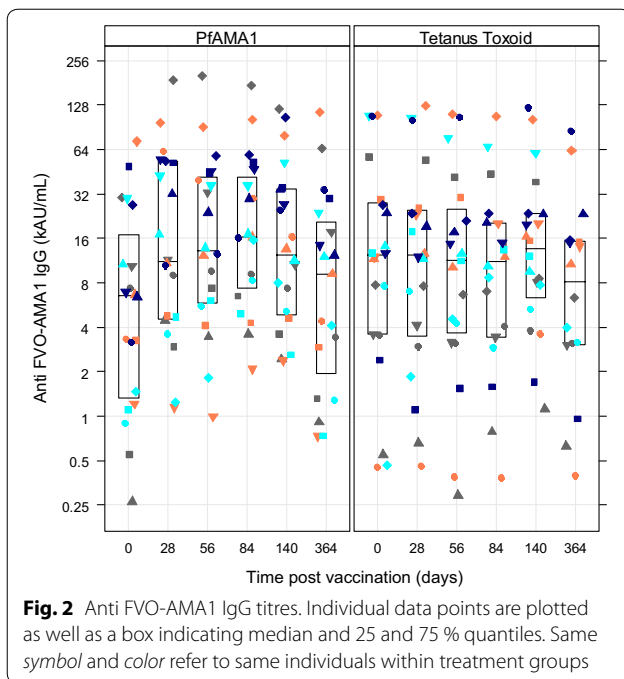 PfAMA1 Tetanus Toxoid
256
128
64
32
16
8
4
2
1
0.5
0.25
Anti FVO-AMA1 IgG (kAU/mL)
0 28 56 84 140 364 0 28 56 84 140 364
Time post vaccination (days)
Fig. 2 Anti FVO-AMA1 IgG titres. Individual data points are plotted
as well as a box indicating median and 25 and 75 % quantiles. Same
symbol and color refer to same individuals within treatment groups